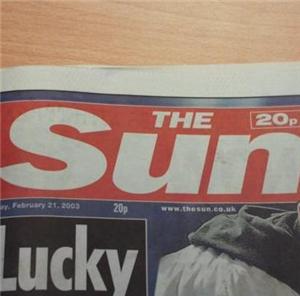 THE
Sun
20p
February 21, 2003
20p
www.thesun.co.uk
Lucky